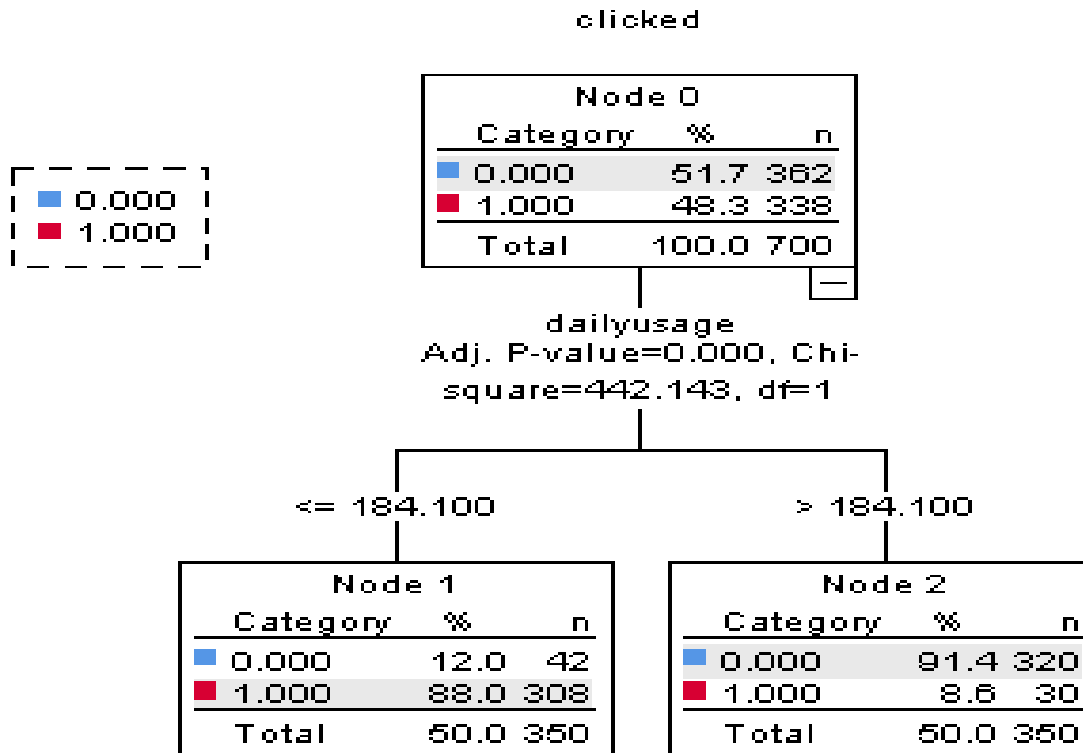 clicked
Node 0
Category % n
0.000 51.7 362
1.000 48.3 338
Total 100.0 700
0.000
1.000
dailyusage
Adj. P-value=0.000, Chi-
square=442.143, df=1
<= 184.100
> 184.100
Node 1
Category % n
0.000 12.0 42
1.000 88.0 308
Total 50.0 350
Node 2
Category % n
0.000 91.4 320
1.000 8.6 30
Total 50.0 350